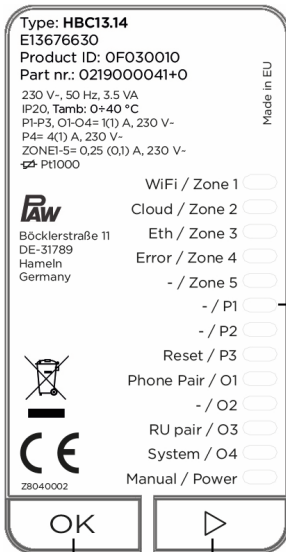 Type: HBC13.14
E13676630
Product ID: 0F030010
Part nr.: 0219000041+0
230 V~, 50 Hz, 3.5 VA
IP20, Tamb: 0÷40 °C
P1-P3, O1-O4= 1(1) A, 230 V~
P4= 4(1) A, 230 V~
ZONE1-5= 0,25 (0,1) A, 230 V~
Pt1000
Made in EU
PAW
Böcklerstraße 11
DE-31789
Hameln
Germany
WiFi / Zone 1
Cloud / Zone 2
Eth / Zone 3
Error / Zone 4
- / Zone 5
- / P1
- / P2
Reset / P3
Phone Pair / O1
- / O2
RU pair / O3
System / O4
Manual / Power
CE
Z8040002
OK